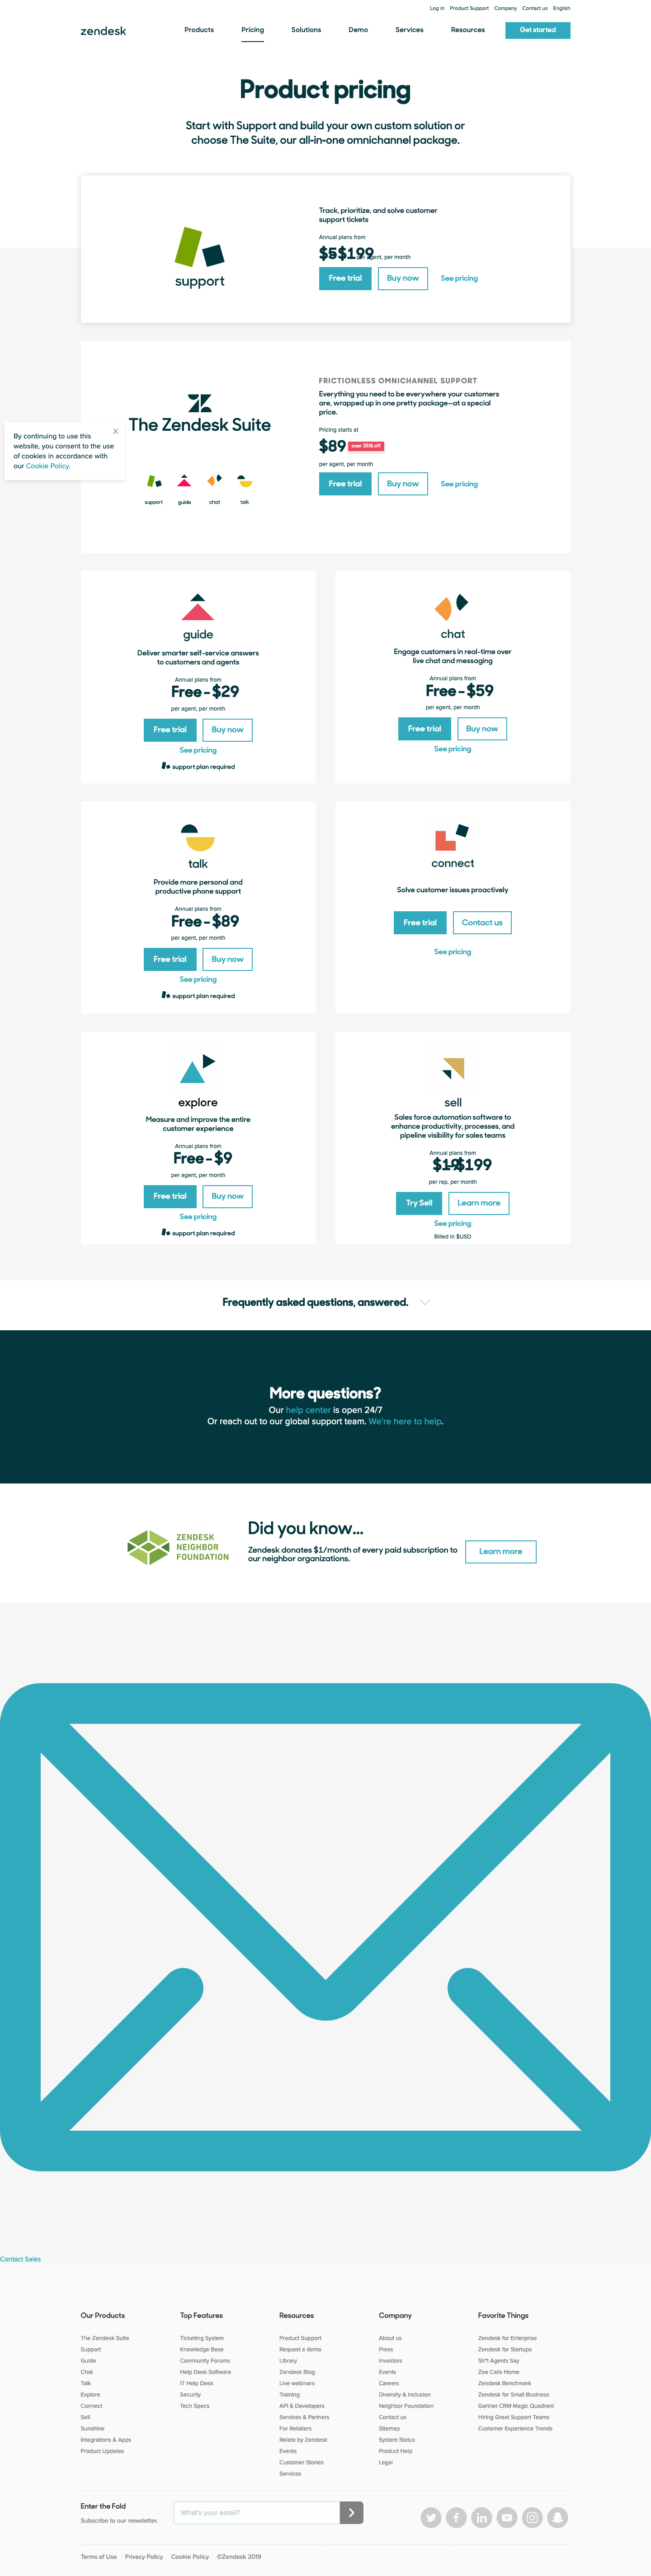 Log in Product Support Company Contact us English
zendesk Products Pricing Solutions Demo Services Resources Get started
Product pricing
Start with Support and build your own custom solution or
choose The Suite, our all-in-one omnichannel package.
support
Track, prioritize, and solve customer
support tickets
Annual plans from
$5 $199 per agent, per month
Free trial Buy now See pricing
The Zendesk Suite
support guide chat talk
FRICTIONLESS OMNICHANNEL SUPPORT
Everything you need to be everywhere your customers
are, wrapped up in one pretty package—at a special
price.
Pricing starts at
$89 over 35% off
per agent, per month
Free trial Buy now See pricing
By continuing to use this
website, you consent to the use
of cookies in accordance with
our Cookie Policy.
guide
Deliver smarter self-service answers
to customers and agents
Annual plans from
Free - $29
per agent, per month
Free trial Buy now
See pricing
support plan required
chat
Engage customers in real-time over
live chat and messaging
Annual plans from
Free - $59
per agent, per month
Free trial Buy now
See pricing
talk
Provide more personal and
productive phone support
Annual plans from
Free - $89
per agent, per month
Free trial Buy now
See pricing
support plan required
connect
Solve customer issues proactively
Free trial Contact us
See pricing
explore
Measure and improve the entire
customer experience
Annual plans from
Free - $9
per agent, per month
Free trial Buy now
See pricing
support plan required
sell
Sales force automation software to
enhance productivity, processes, and
pipeline visibility for sales teams
Annual plans from
$19 - $199
per rep, per month
Try Sell Learn more
See pricing
Billed in $USD
Frequently asked questions, answered.
More questions?
Our help center is open 24/7
Or reach out to our global support team. We're here to help.
ZENDESK
NEIGHBOR
FOUNDATION
Did you know...
Zendesk donates $1/month of every paid subscription to
our neighbor organizations.
Learn more
Contact Sales
Our Products
The Zendesk Suite
Support
Guide
Chat
Talk
Explore
Connect
Sell
Sunshine
Integrations & Apps
Product Updates
Top Features
Ticketing System
Knowledge Base
Community Forums
Help Desk Software
IT Help Desk
Security
Tech Specs
Resources
Product Support
Request a demo
Library
Zendesk Blog
Live webinars
Training
API & Developers
Services & Partners
For Retailers
Relate by Zendesk
Events
Customer Stories
Services
Company
About us
Press
Investors
Events
Careers
Diversity & Inclusion
Neighbor Foundation
Contact us
Sitemap
System Status
Product Help
Legal
Favorite Things
Zendesk for Enterprise
Zendesk for Startups
Sh*t Agents Say
Zoe Calls Home
Zendesk Benchmark
Zendesk for Small Business
Gartner CRM Magic Quadrant
Hiring Great Support Teams
Customer Experience Trends
Enter the Fold
Subscribe to our newsletter.
What's your email?
Terms of Use Privacy Policy Cookie Policy ©Zendesk 2019